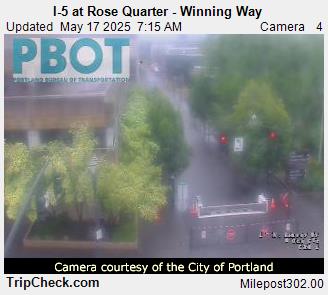 I-5 at Rose Quarter - Winning Way
Updated May 17 2025 7:15 AM Camera 4
PBOT
PORTLAND BUREAU OF TRANSPORTATION
Camera courtesy of the City of Portland
TripCheck.com Milepost302.00